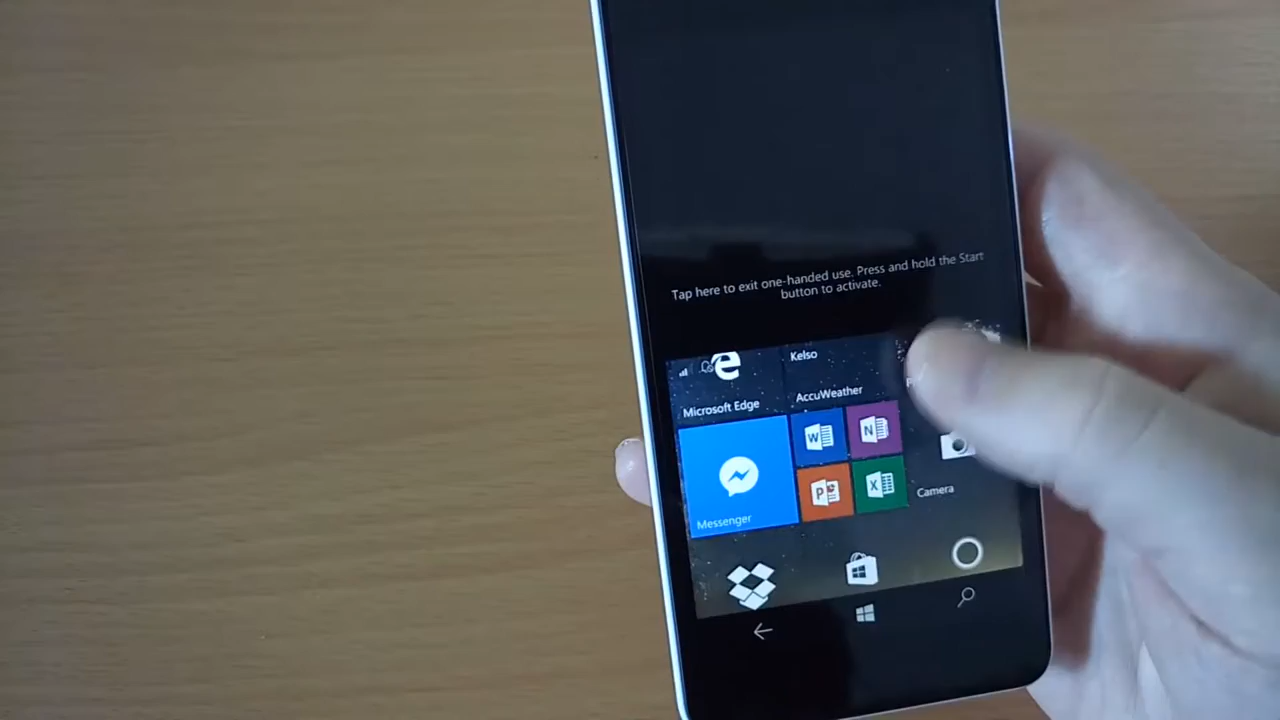 Tap here to exit one-handed use. Press and hold the Start
button to activate.
Kelso
AccuWeather
Microsoft Edge
W
N
P
X
Messenger
Camera